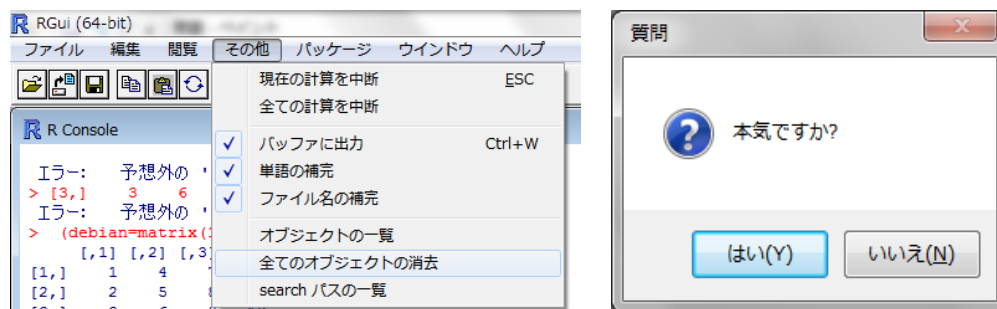 RGui (64-bit)
ファイル 編集 閲覧 その他 パッケージ ウインドウ ヘルプ
現在の計算を中断 ESC
全ての計算を中断
バッファに出力 Ctrl+W
単語の補完
ファイル名の補完
オブジェクトの一覧
全てのオブジェクトの消去
search パスの一覧
R Console
エラー: 予想外の '
> [3,] 3 6
エラー: 予想外の '
> (debian=matrix(
[,1] [,2] [,3]
[1,] 1 4
[2,] 2 5
質問
本気ですか?
はい(Y)
いいえ(N)